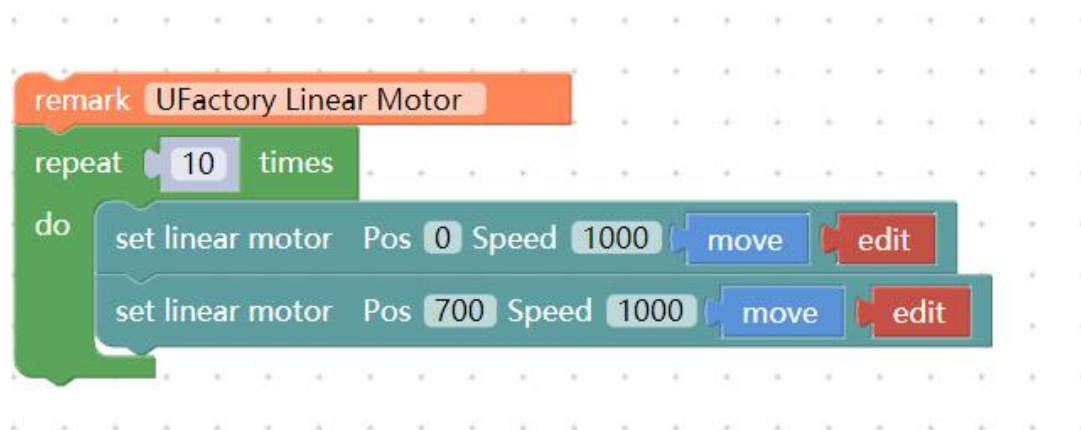 remark UFactory Linear Motor
repeat 10 times
do
set linear motor Pos 0 Speed 1000 move edit
set linear motor Pos 700 Speed 1000 move edit